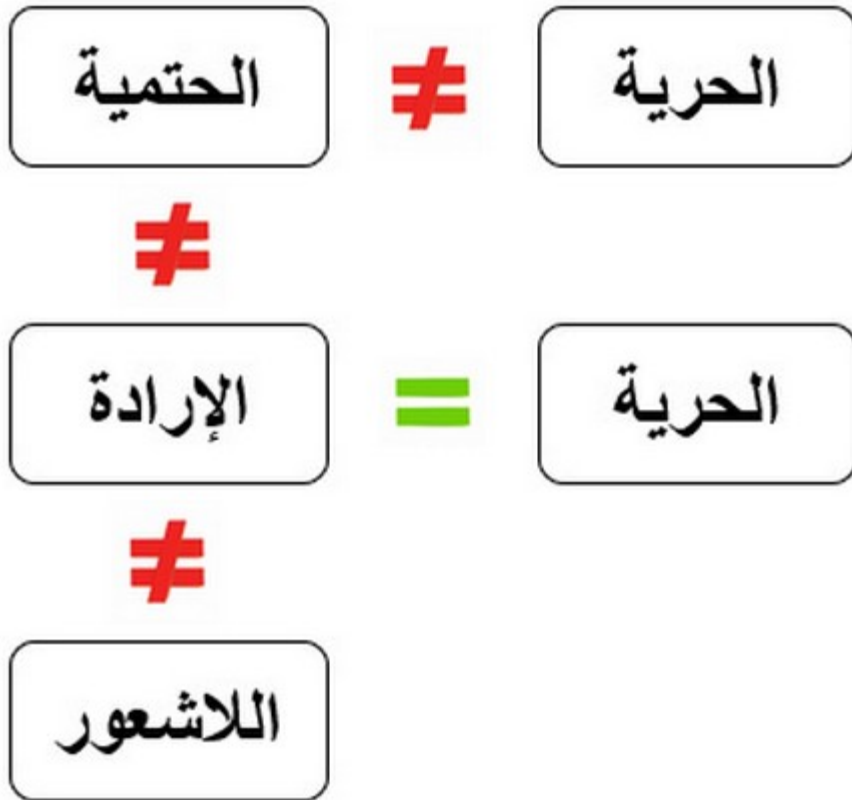 الحرية ≠ الحتمية
≠
الحرية = الإرادة
≠
اللاشعور